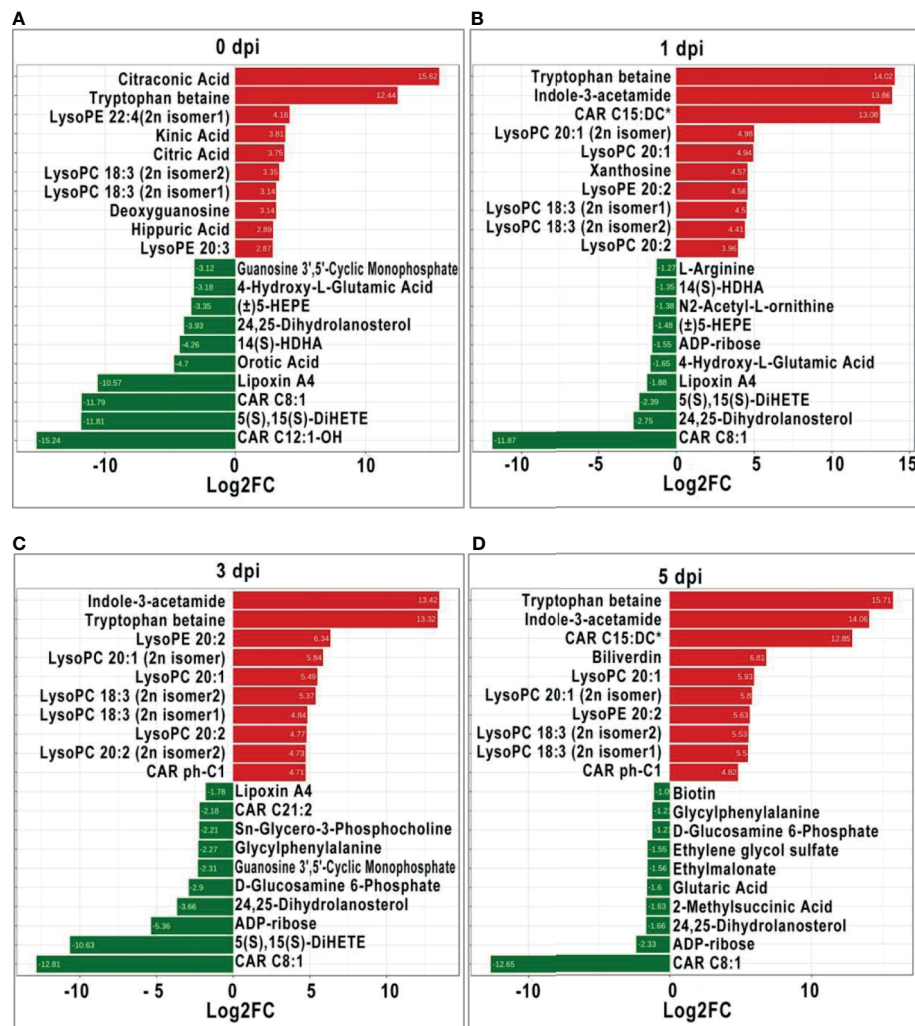 A
0 dpi
Citraconic Acid 15.62
Tryptophan betaine 12.44
LysoPE 22:4(2n isomer1) 4.16
Kinic Acid 3.81
Citric Acid 3.75
LysoPC 18:3 (2n isomer2) 3.35
LysoPC 18:3 (2n isomer1) 3.14
Deoxyguanosine 3.14
Hippuric Acid 2.89
LysoPE 20:3 2.87
-3.12 Guanosine 3',5'-Cyclic Monophosphate
-3.18 4-Hydroxy-L-Glutamic Acid
-3.35 (±)5-HEPE
-3.93 24,25-Dihydrolanosterol
-4.26 14(S)-HDHA
-4.7 Orotic Acid
-10.57 Lipoxin A4
-11.79 CAR C8:1
-11.81 5(S),15(S)-DiHETE
-15.24 CAR C12:1-OH
-10 0 10
Log2FC
B
1 dpi
Tryptophan betaine 14.02
Indole-3-acetamide 13.86
CAR C15:DC* 13.08
LysoPC 20:1 (2n isomer) 4.98
LysoPC 20:1 4.94
Xanthosine 4.57
LysoPE 20:2 4.56
LysoPC 18:3 (2n isomer1) 4.5
LysoPC 18:3 (2n isomer2) 4.41
LysoPC 20:2 3.96
-1.27 L-Arginine
-1.35 14(S)-HDHA
-1.38 N2-Acetyl-L-ornithine
-1.48 (±)5-HEPE
-1.55 ADP-ribose
-1.65 4-Hydroxy-L-Glutamic Acid
-1.88 Lipoxin A4
-2.39 5(S),15(S)-DiHETE
-2.75 24,25-Dihydrolanosterol
-11.87 CAR C8:1
-10 -5 0 5 10 15
Log2FC
C
3 dpi
Indole-3-acetamide 13.42
Tryptophan betaine 13.32
LysoPE 20:2 6.34
LysoPC 20:1 (2n isomer) 5.84
LysoPC 20:1 5.49
LysoPC 18:3 (2n isomer2) 5.37
LysoPC 18:3 (2n isomer1) 4.84
LysoPC 20:2 4.77
LysoPC 20:2 (2n isomer2) 4.73
CAR ph-C1 4.71
-1.78 Lipoxin A4
-2.18 CAR C21:2
-2.21 Sn-Glycero-3-Phosphocholine
-2.27 Glycylphenylalanine
-2.31 Guanosine 3',5'-Cyclic Monophosphate
-2.9 D-Glucosamine 6-Phosphate
-3.66 24,25-Dihydrolanosterol
-5.36 ADP-ribose
-10.63 5(S),15(S)-DiHETE
-12.81 CAR C8:1
-10 - 5 0 5 10
Log2FC
D
5 dpi
Tryptophan betaine 15.71
Indole-3-acetamide 14.06
CAR C15:DC* 12.85
Biliverdin 6.81
LysoPC 20:1 5.93
LysoPC 20:1 (2n isomer) 5.8
LysoPE 20:2 5.63
LysoPC 18:3 (2n isomer2) 5.53
LysoPC 18:3 (2n isomer1) 5.5
CAR ph-C1 4.82
Biotin
Glycylphenylalanine
D-Glucosamine 6-Phosphate
-1.55 Ethylene glycol sulfate
-1.56 Ethylmalonate
-1.6 Glutaric Acid
-1.63 2-Methylsuccinic Acid
-1.66 24,25-Dihydrolanosterol
-2.33 ADP-ribose
-12.65 CAR C8:1
-10 0 10
Log2FC